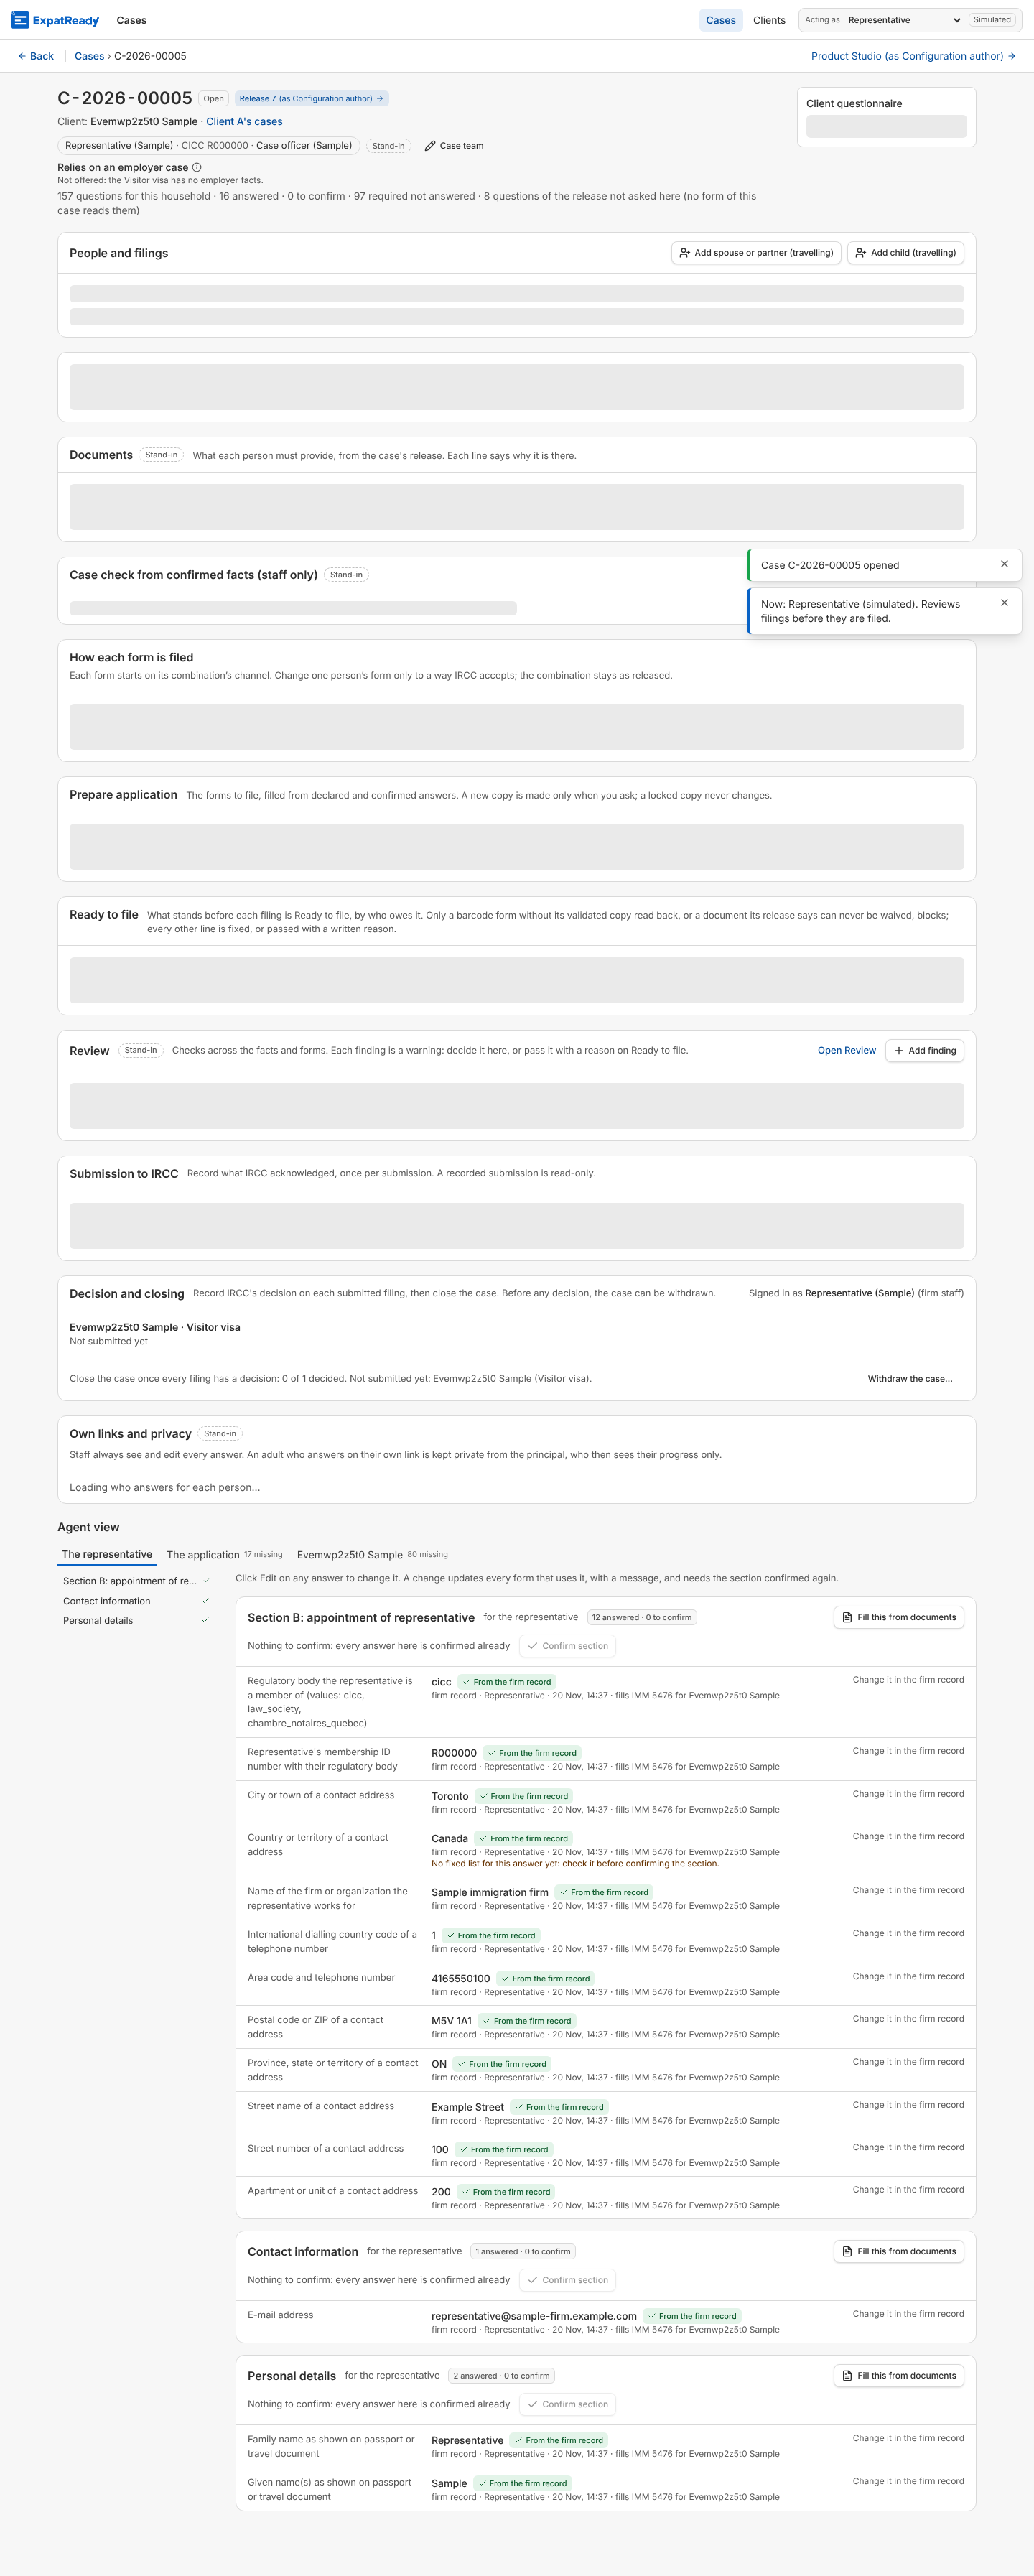 ExpatReady Cases
Cases Clients Acting as Representative Simulated
Back Cases › C-2026-00005
Product Studio (as Configuration author)
C-2026-00005 Open Release 7 (as Configuration author)
Client: Evemwp2z5t0 Sample · Client A's cases
Representative (Sample) · CICC R000000 · Case officer (Sample) Stand-in Case team
Relies on an employer case
Not offered: the Visitor visa has no employer facts.
157 questions for this household · 16 answered · 0 to confirm · 97 required not answered · 8 questions of the release not asked here (no form of this
case reads them)
Client questionnaire
People and filings
Add spouse or partner (travelling) Add child (travelling)
Documents Stand-in What each person must provide, from the case's release. Each line says why it is there.
Case check from confirmed facts (staff only) Stand-in
Case C-2026-00005 opened
Now: Representative (simulated). Reviews
filings before they are filed.
How each form is filed
Each form starts on its combination's channel. Change one person's form only to a way IRCC accepts; the combination stays as released.
Prepare application The forms to file, filled from declared and confirmed answers. A new copy is made only when you ask; a locked copy never changes.
Ready to file What stands before each filing is Ready to file, by who owes it. Only a barcode form without its validated copy read back, or a document its release says can never be waived, blocks;
every other line is fixed, or passed with a written reason.
Review Stand-in Checks across the facts and forms. Each finding is a warning: decide it here, or pass it with a reason on Ready to file. Open Review Add finding
Submission to IRCC Record what IRCC acknowledged, once per submission. A recorded submission is read-only.
Decision and closing Record IRCC's decision on each submitted filing, then close the case. Before any decision, the case can be withdrawn. Signed in as Representative (Sample) (firm staff)
Evemwp2z5t0 Sample · Visitor visa
Not submitted yet
Close the case once every filing has a decision: 0 of 1 decided. Not submitted yet: Evemwp2z5t0 Sample (Visitor visa). Withdraw the case...
Own links and privacy Stand-in
Staff always see and edit every answer. An adult who answers on their own link is kept private from the principal, who then sees their progress only.
Loading who answers for each person...
Agent view
The representative The application 17 missing Evemwp2z5t0 Sample 80 missing
Section B: appointment of re...
Contact information
Personal details
Click Edit on any answer to change it. A change updates every form that uses it, with a message, and needs the section confirmed again.
Section B: appointment of representative for the representative 12 answered · 0 to confirm Fill this from documents
Nothing to confirm: every answer here is confirmed already Confirm section
Regulatory body the representative is
a member of (values: cicc,
law_society,
chambre_notaires_quebec)
cicc From the firm record
firm record · Representative · 20 Nov, 14:37 · fills IMM 5476 for Evemwp2z5t0 Sample
Change it in the firm record
Representative's membership ID
number with their regulatory body
R000000 From the firm record
firm record · Representative · 20 Nov, 14:37 · fills IMM 5476 for Evemwp2z5t0 Sample
Change it in the firm record
City or town of a contact address
Toronto From the firm record
firm record · Representative · 20 Nov, 14:37 · fills IMM 5476 for Evemwp2z5t0 Sample
Change it in the firm record
Country or territory of a contact
address
Canada From the firm record
firm record · Representative · 20 Nov, 14:37 · fills IMM 5476 for Evemwp2z5t0 Sample
No fixed list for this answer yet: check it before confirming the section.
Change it in the firm record
Name of the firm or organization the
representative works for
Sample immigration firm From the firm record
firm record · Representative · 20 Nov, 14:37 · fills IMM 5476 for Evemwp2z5t0 Sample
Change it in the firm record
International dialling country code of a
telephone number
1 From the firm record
firm record · Representative · 20 Nov, 14:37 · fills IMM 5476 for Evemwp2z5t0 Sample
Change it in the firm record
Area code and telephone number
4165550100 From the firm record
firm record · Representative · 20 Nov, 14:37 · fills IMM 5476 for Evemwp2z5t0 Sample
Change it in the firm record
Postal code or ZIP of a contact
address
M5V 1A1 From the firm record
firm record · Representative · 20 Nov, 14:37 · fills IMM 5476 for Evemwp2z5t0 Sample
Change it in the firm record
Province, state or territory of a contact
address
ON From the firm record
firm record · Representative · 20 Nov, 14:37 · fills IMM 5476 for Evemwp2z5t0 Sample
Change it in the firm record
Street name of a contact address
Example Street From the firm record
firm record · Representative · 20 Nov, 14:37 · fills IMM 5476 for Evemwp2z5t0 Sample
Change it in the firm record
Street number of a contact address
100 From the firm record
firm record · Representative · 20 Nov, 14:37 · fills IMM 5476 for Evemwp2z5t0 Sample
Change it in the firm record
Apartment or unit of a contact address
200 From the firm record
firm record · Representative · 20 Nov, 14:37 · fills IMM 5476 for Evemwp2z5t0 Sample
Change it in the firm record
Contact information for the representative 1 answered · 0 to confirm Fill this from documents
Nothing to confirm: every answer here is confirmed already Confirm section
E-mail address
representative@sample-firm.example.com From the firm record
firm record · Representative · 20 Nov, 14:37 · fills IMM 5476 for Evemwp2z5t0 Sample
Change it in the firm record
Personal details for the representative 2 answered · 0 to confirm Fill this from documents
Nothing to confirm: every answer here is confirmed already Confirm section
Family name as shown on passport or
travel document
Representative From the firm record
firm record · Representative · 20 Nov, 14:37 · fills IMM 5476 for Evemwp2z5t0 Sample
Change it in the firm record
Given name(s) as shown on passport
or travel document
Sample From the firm record
firm record · Representative · 20 Nov, 14:37 · fills IMM 5476 for Evemwp2z5t0 Sample
Change it in the firm record